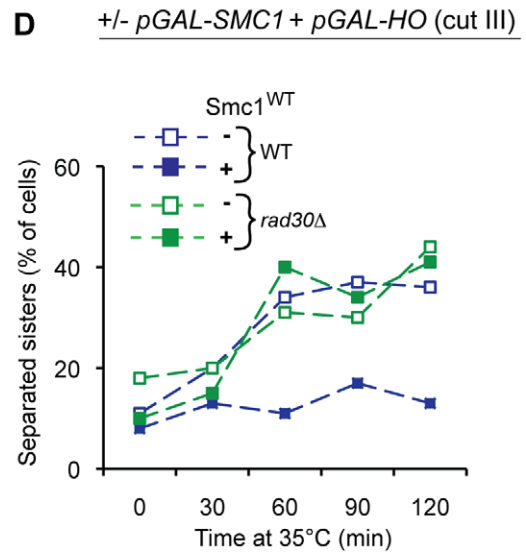 D
+/- pGAL-SMC1 + pGAL-HO (cut III)
Smc1WT
-
+
WT
-
+
rad30Δ
Separated sisters (% of cells)
60
40
20
0
0 30 60 90 120
Time at 35°C (min)